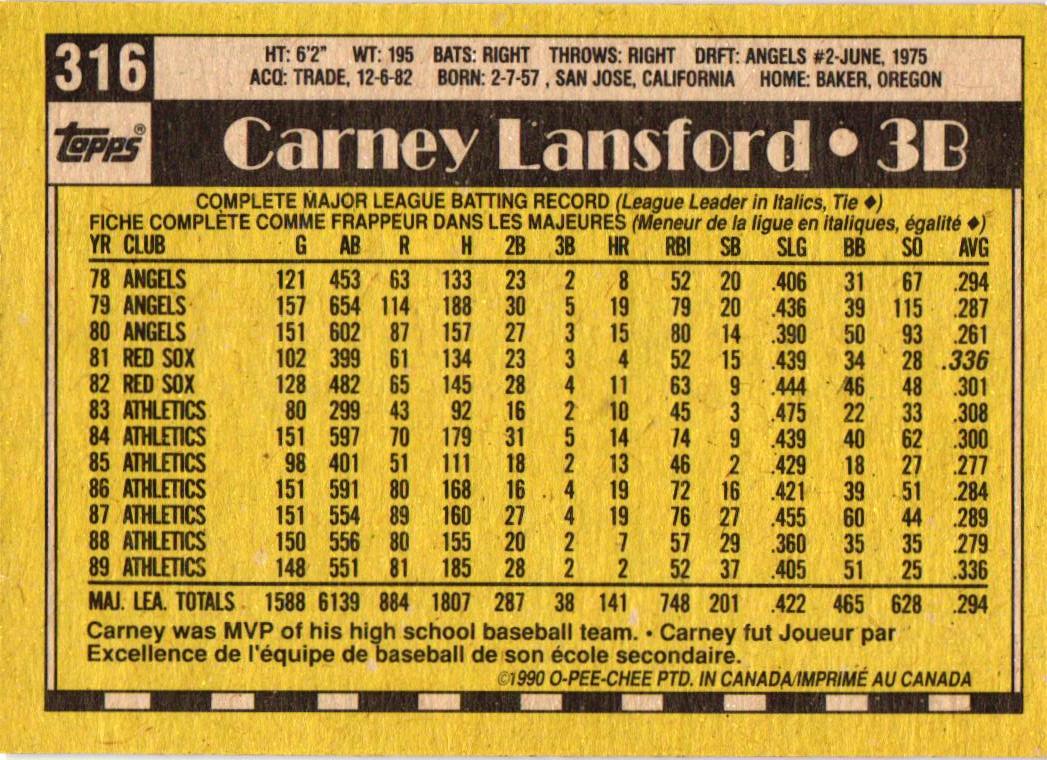 316
HT: 6'2" WT: 195 BATS: RIGHT THROWS: RIGHT DRFT: ANGELS #2-JUNE, 1975
ACQ: TRADE, 12-6-82 BORN: 2-7-57 , SAN JOSE, CALIFORNIA HOME: BAKER, OREGON
Topps®
Carney Lansford • 3B
COMPLETE MAJOR LEAGUE BATTING RECORD (League Leader in Italics, Tie ♦)
FICHE COMPLÈTE COMME FRAPPEUR DANS LES MAJEURES (Meneur de la ligue en italiques, égalité ♦)
YR CLUB G AB R H 2B 3B HR RBI SB SLG BB SO AVG
78 ANGELS 121 453 63 133 23 2 8 52 20 .406 31 67 .294
79 ANGELS 157 654 114 188 30 5 19 79 20 .436 39 115 .287
80 ANGELS 151 602 87 157 27 3 15 80 14 .390 50 93 .261
81 RED SOX 102 399 61 134 23 3 4 52 15 .439 34 28 .336
82 RED SOX 128 482 65 145 28 4 11 63 9 .444 46 48 .301
83 ATHLETICS 80 299 43 92 16 2 10 45 3 .475 22 33 .308
84 ATHLETICS 151 597 70 179 31 5 14 74 9 .439 40 62 .300
85 ATHLETICS 98 401 51 111 18 2 13 46 2 .429 18 27 .277
86 ATHLETICS 151 591 80 168 16 4 19 72 16 .421 39 51 .284
87 ATHLETICS 151 554 89 160 27 4 19 76 27 .455 60 44 .289
88 ATHLETICS 150 556 80 155 20 2 7 57 29 .360 35 35 .279
89 ATHLETICS 148 551 81 185 28 2 2 52 37 .405 51 25 .336
MAJ. LEA. TOTALS 1588 6139 884 1807 287 38 141 748 201 .422 465 628 .294
Carney was MVP of his high school baseball team. • Carney fut Joueur par
Excellence de l'équipe de baseball de son école secondaire.
©1990 O-PEE-CHEE PTD. IN CANADA/IMPRIMÉ AU CANADA